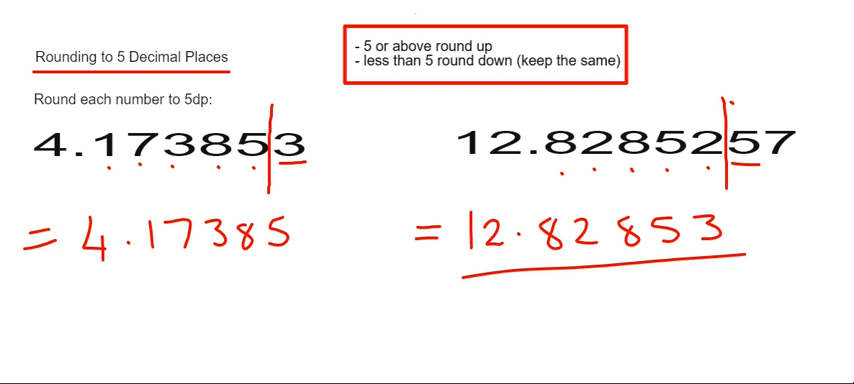 Rounding to 5 Decimal Places
- 5 or above round up
- less than 5 round down (keep the same)
Round each number to 5dp:
4.173853
12.8285257
= 4.17385
= 12.82853